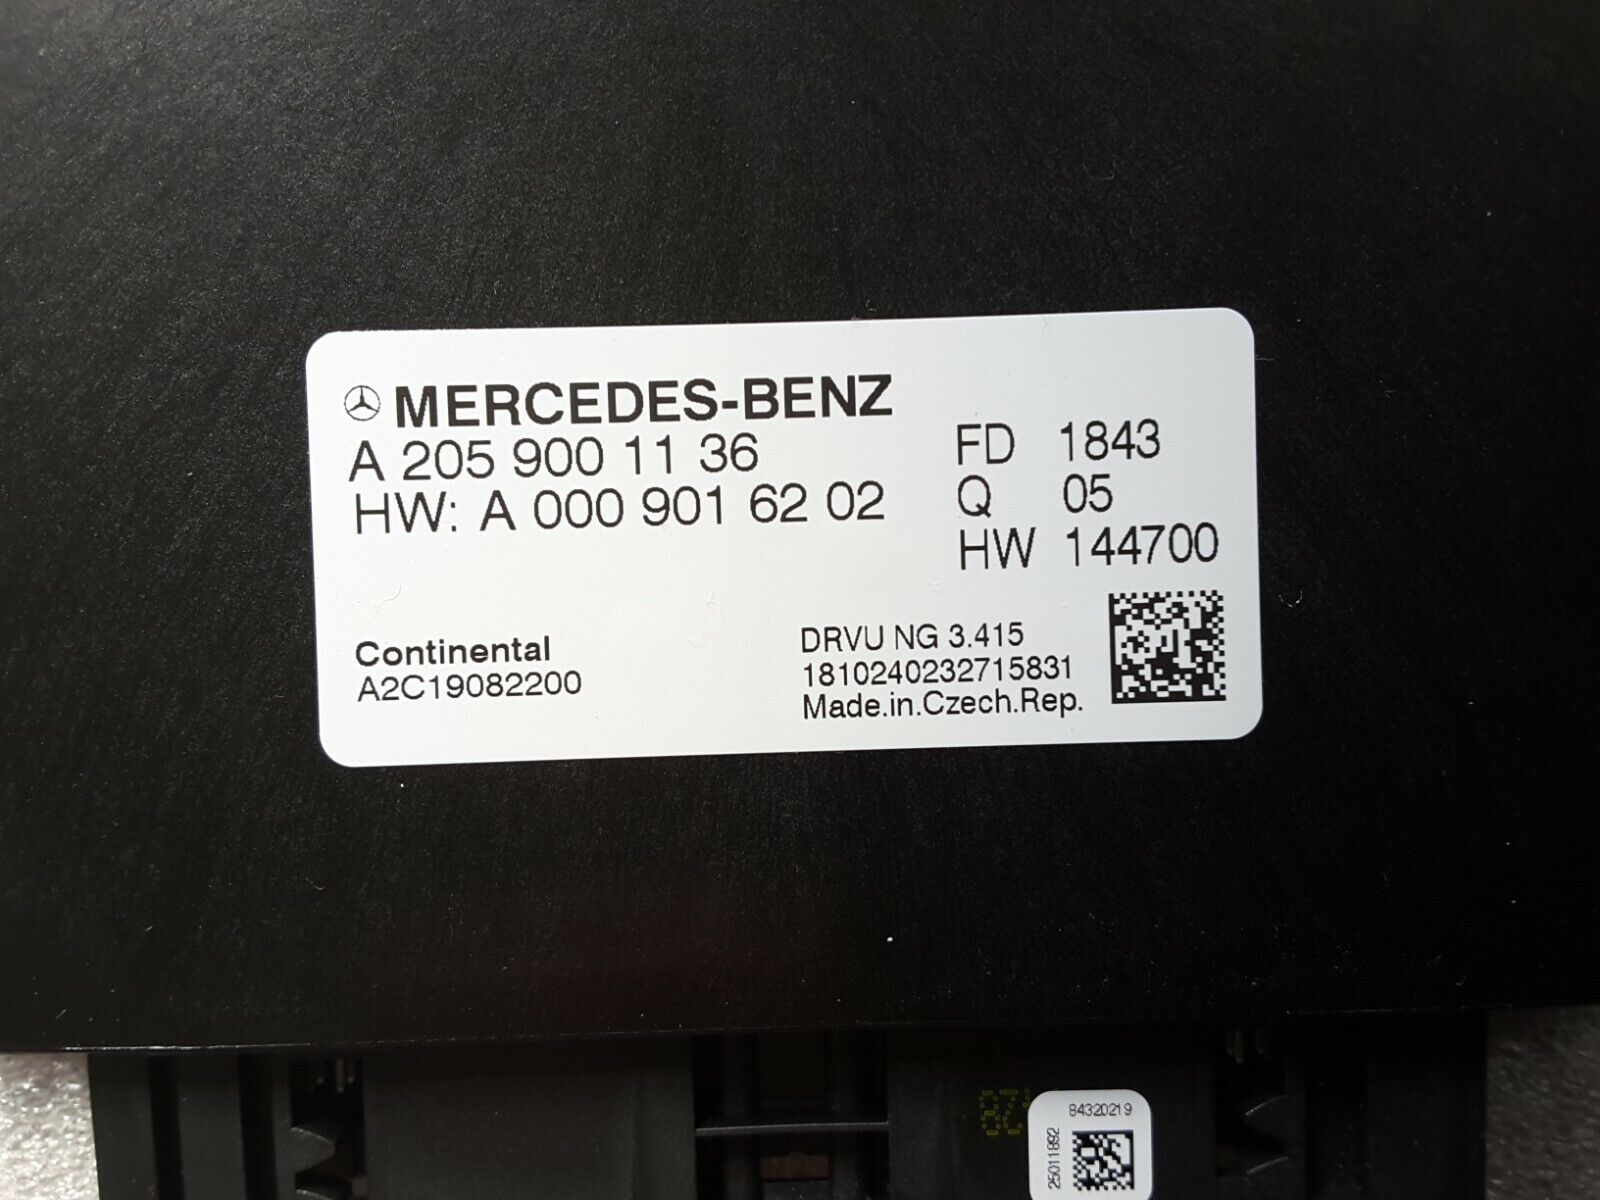 MERCEDES-BENZ
A 205 900 11 36
HW: A 000 901 62 02
FD 1843
Q 05
HW 144700
Continental
A2C19082200
DRVU NG 3.415
1810240232715831
Made.in.Czech.Rep.
84320219
25011892